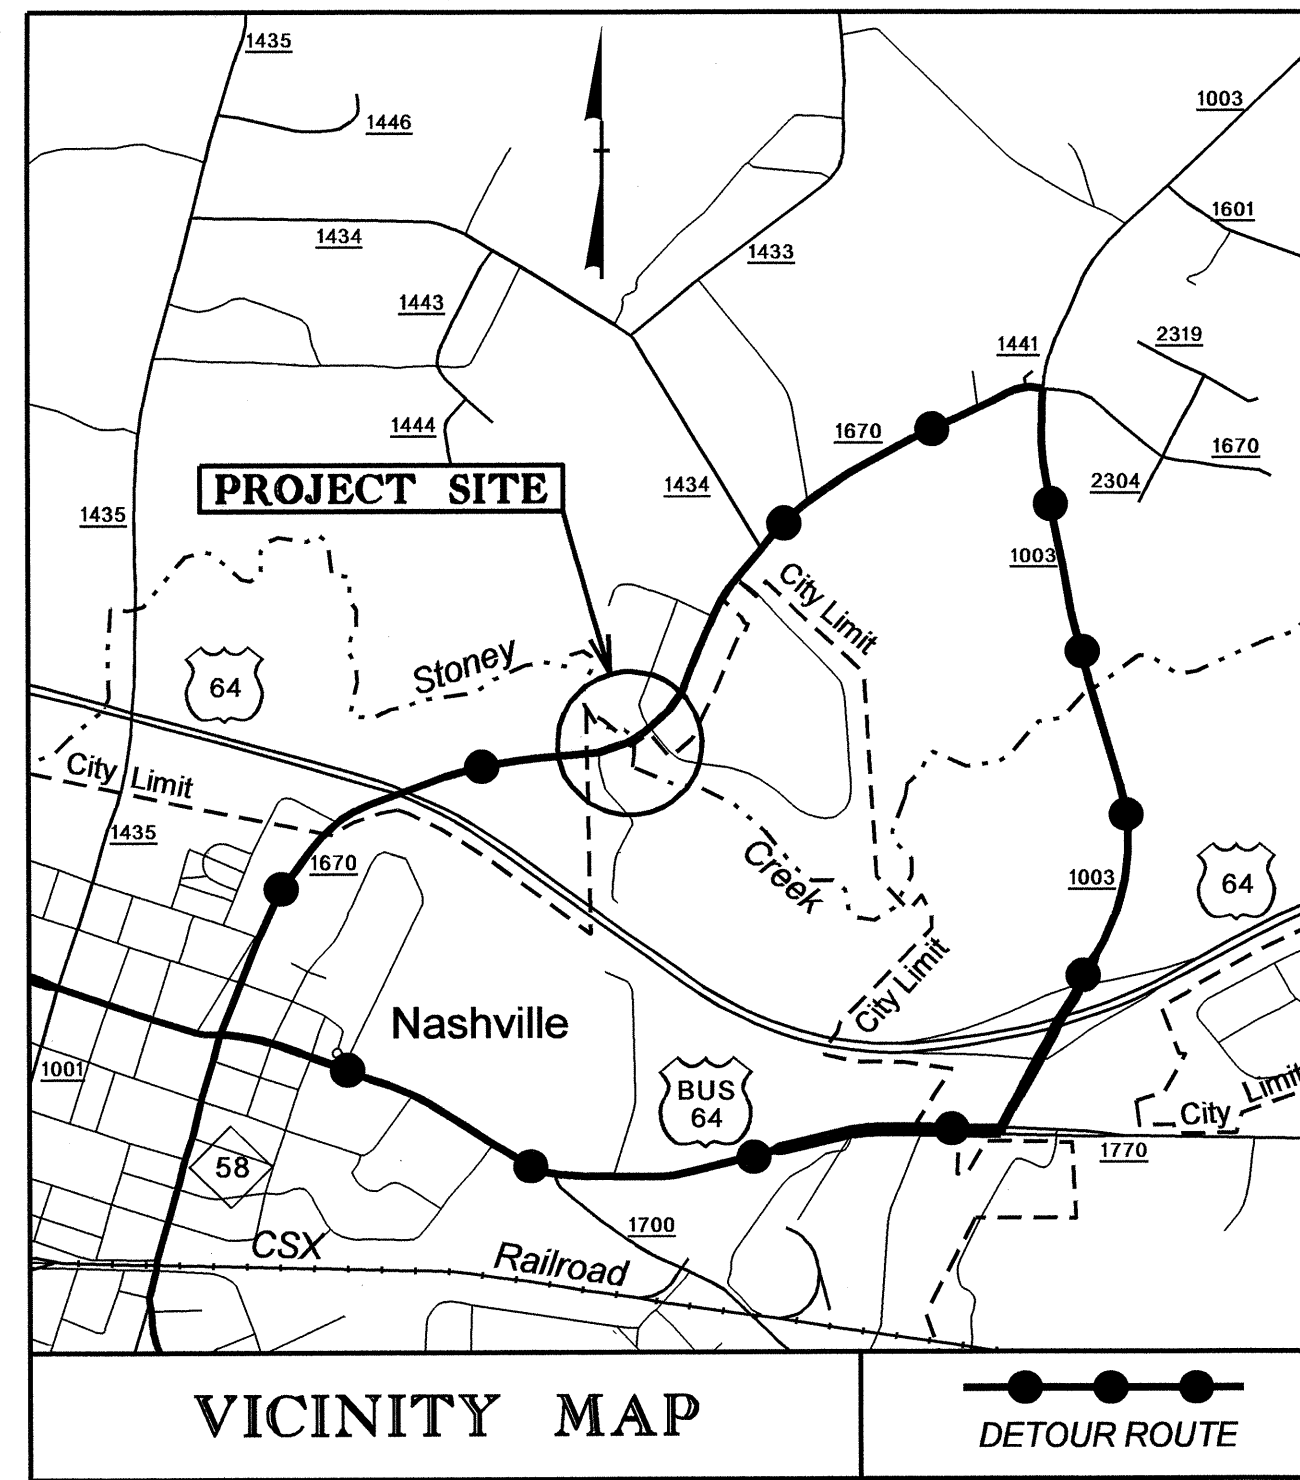 1435
1003
1446
1601
1434
1433
1443
2319
1441
1444
1670
1670
PROJECT SITE
1434
2304
1435
1003
City Limit
Stoney
64
City Limit
1435
1670
Creek
1003
64
City Limit
Nashville
1001
BUS
64
City Limit
1770
58
1700
CSX
Railroad
VICINITY MAP
DETOUR ROUTE